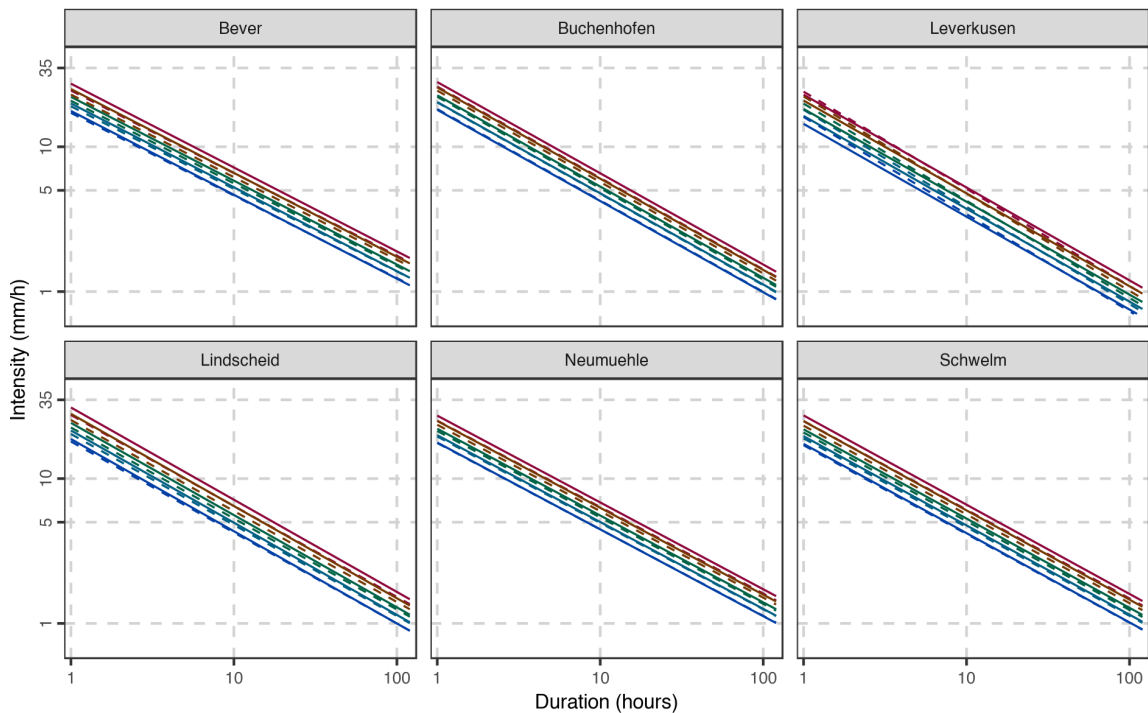 Bever
Buchenhofen
Leverkusen
35
10
5
1
Lindscheid
Neumuehle
Schwelm
35
10
5
1
1
10
100
1
10
100
1
10
100
Intensity (mm/h)
Duration (hours)